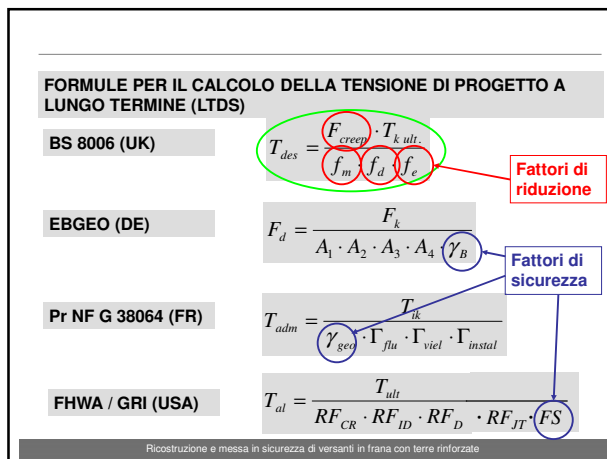 FORMULE PER IL CALCOLO DELLA TENSIONE DI PROGETTO A
LUNGO TERMINE (LTDS)
BS 8006 (UK)
T_des = (F_creep · T_k ult.) / (f_m · f_d · f_e)
Fattori di
riduzione
EBGEO (DE)
F_d = F_k / (A_1 · A_2 · A_3 · A_4 · γ_B)
Fattori di
sicurezza
Pr NF G 38064 (FR)
T_adm = T_ik / (γ_geo · Γ_flu · Γ_viel · Γ_instal)
FHWA / GRI (USA)
T_al = T_ult / (RF_CR · RF_ID · RF_D · RF_JT · FS)
Ricostruzione e messa in sicurezza di versanti in frana con terre rinforzate